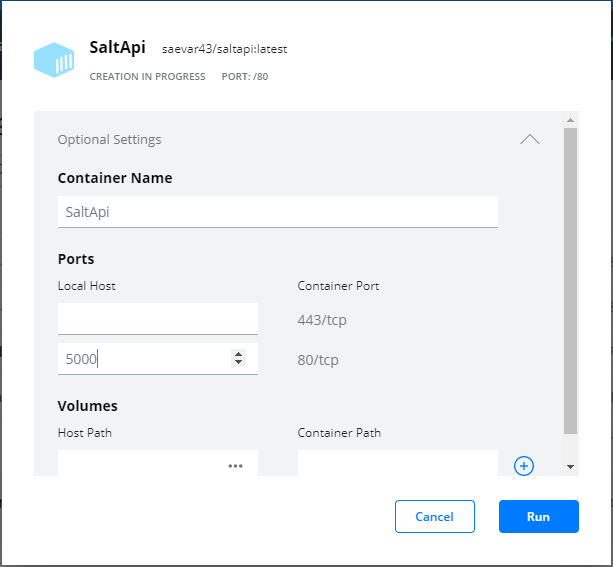 SaltApi saevar43/saltapi:latest
CREATION IN PROGRESS PORT: /80
Optional Settings
Container Name
SaltApi
Ports
Local Host Container Port
443/tcp
5000 80/tcp
Volumes
Host Path Container Path
Cancel Run